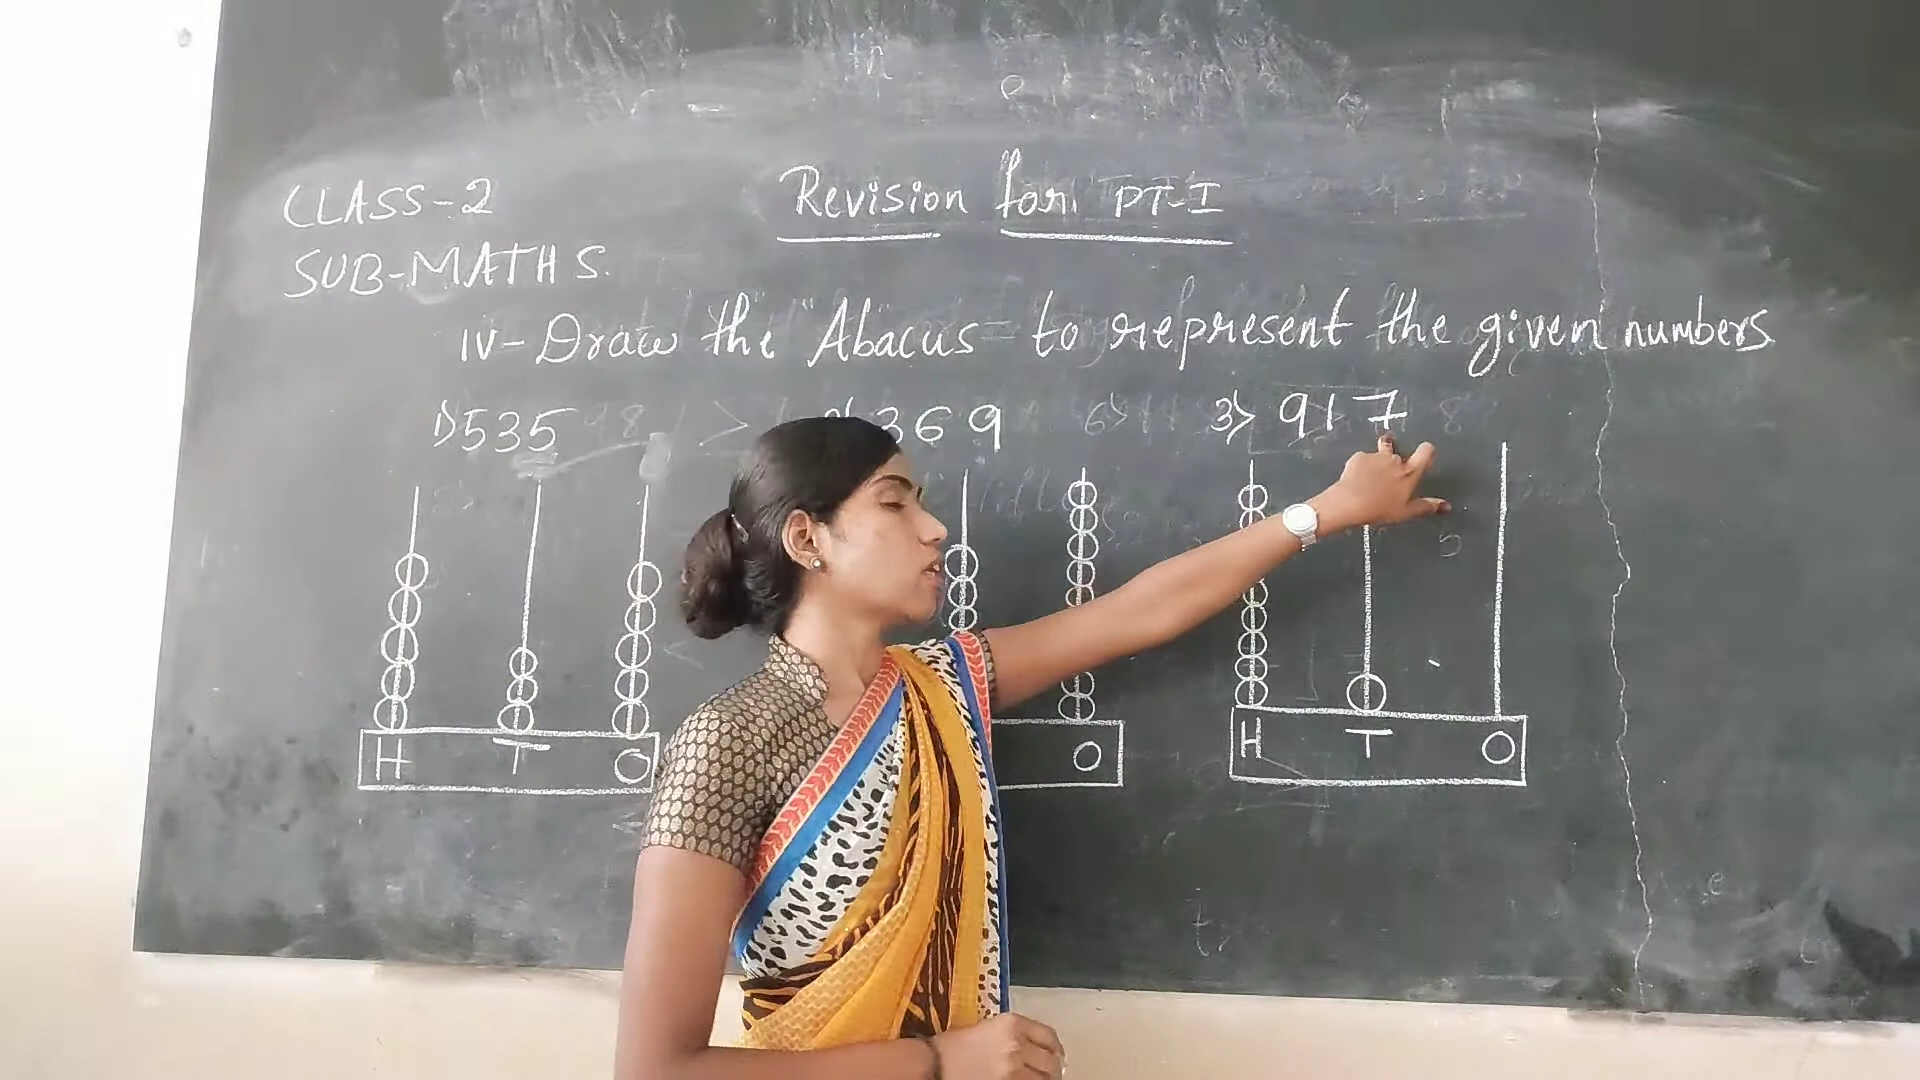 CLASS-2
Revision for PT-I
SUB-MATHS.
IV-Draw the "Abacus" to represent the given numbers
1) 535
369
3) 917
H T O
O
H T O